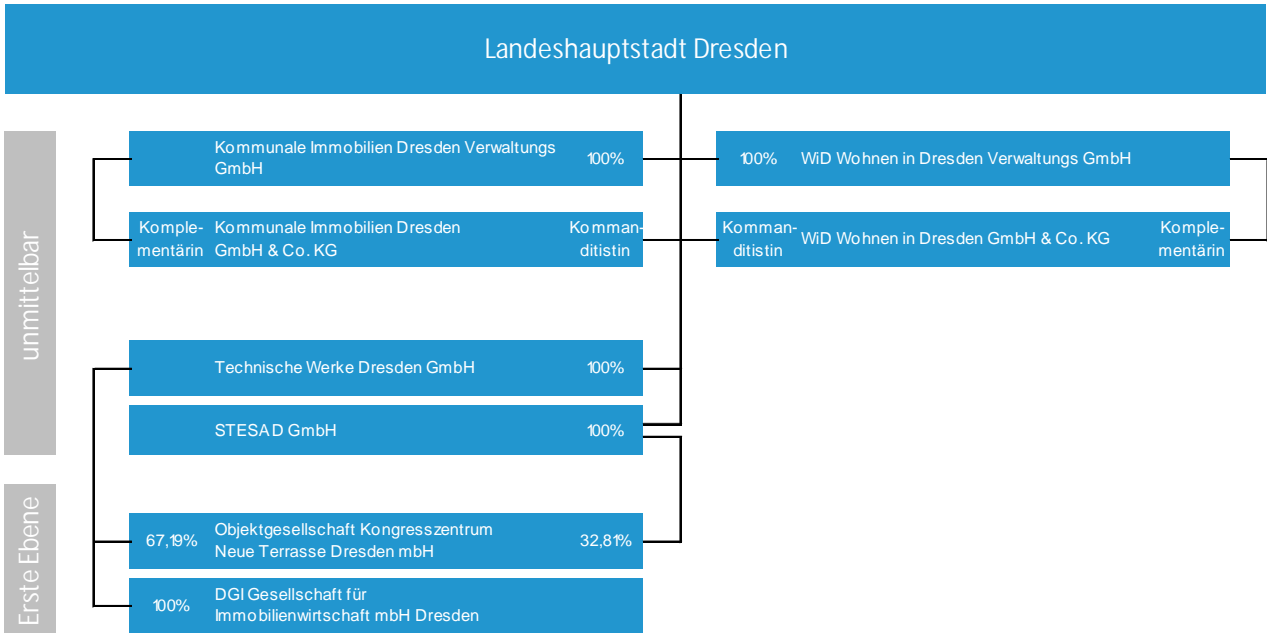 Landeshauptstadt Dresden
unmittelbar
Kommunale Immobilien Dresden Verwaltungs
GmbH
100%
100%
WiD Wohnen in Dresden Verwaltungs GmbH
Komple-
mentärin
Kommunale Immobilien Dresden
GmbH & Co. KG
Komman-
ditistin
Komman-
ditistin
WiD Wohnen in Dresden GmbH & Co. KG
Komple-
mentärin
Technische Werke Dresden GmbH
100%
STESAD GmbH
100%
Erste Ebene
67,19%
Objektgesellschaft Kongresszentrum
Neue Terrasse Dresden mbH
32,81%
100%
DGI Gesellschaft für
Immobilienwirtschaft mbH Dresden